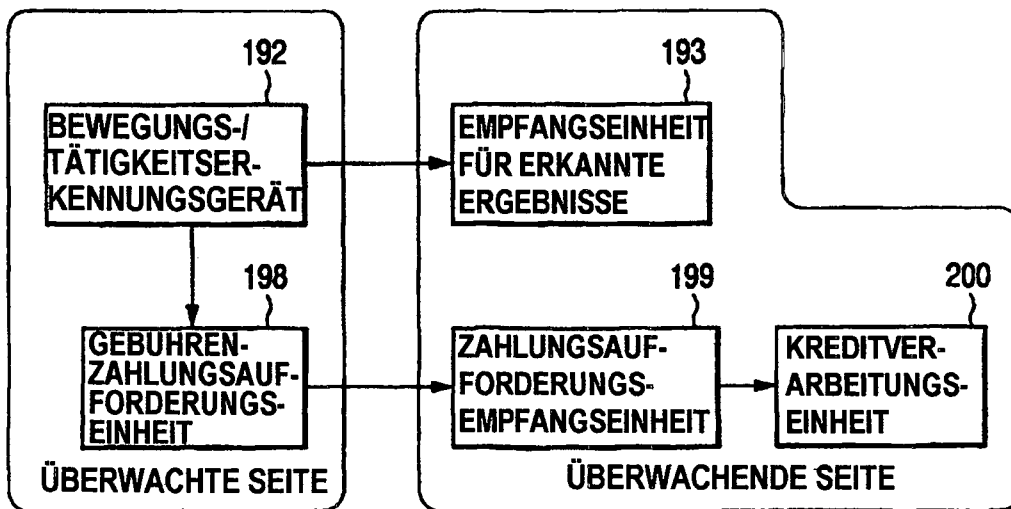 192
BEWEGUNGS-/
TÄTIGKEITSER-
KENNUNGSGERÄT
193
EMPFANGSEINHEIT
FÜR ERKANNTE
ERGEBNISSE
198
GEBÜHREN-
ZAHLUNGSAUF-
FORDERUNGS-
EINHEIT
199
ZAHLUNGSAUF-
FORDERUNGS-
EMPFANGSEINHEIT
200
KREDITVER-
ARBEITUNGS-
EINHEIT
ÜBERWACHTE SEITE
ÜBERWACHENDE SEITE